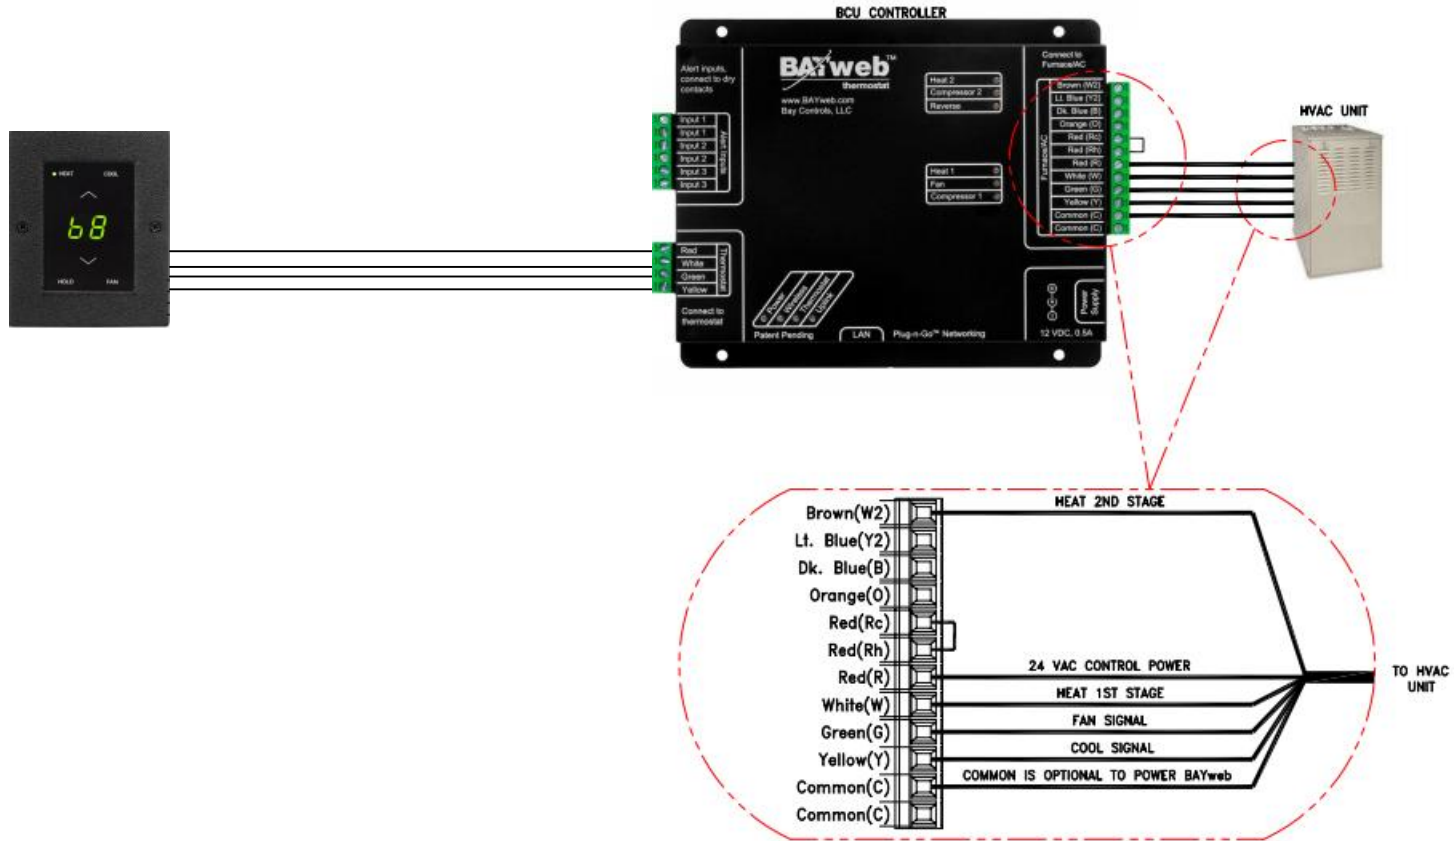 BCU CONTROLLER
Alert inputs,
connect to dry
contacts
BAYweb™
thermostat
www.BAYweb.com
Bay Controls, LLC
Heat 2
Compressor 2
Reverse
Heat 1
Fan
Compressor 1
Connect to
Furnace/AC
Furnace/AC
Brown (W2)
Lt. Blue (Y2)
Dk. Blue (B)
Orange (O)
Red (Rc)
Red (Rh)
Red (R)
White (W)
Green (G)
Yellow (Y)
Common (C)
Common (C)
HVAC UNIT
Input 1
Input 1
Input 2
Input 2
Input 3
Input 3
Alert Inputs
HEAT COOL
68
HOLD FAN
Red
White
Green
Yellow
Thermostat
Connect to
thermostat
Power
Wireless
Thermostat
Uplink
Patent Pending
LAN
Plug-n-Go™ Networking
Power
Supply
12 VDC, 0.5A
Brown(W2)
Lt. Blue(Y2)
Dk. Blue(B)
Orange(O)
Red(Rc)
Red(Rh)
Red(R)
White(W)
Green(G)
Yellow(Y)
Common(C)
Common(C)
HEAT 2ND STAGE
24 VAC CONTROL POWER
HEAT 1ST STAGE
FAN SIGNAL
COOL SIGNAL
COMMON IS OPTIONAL TO POWER BAYweb
TO HVAC
UNIT